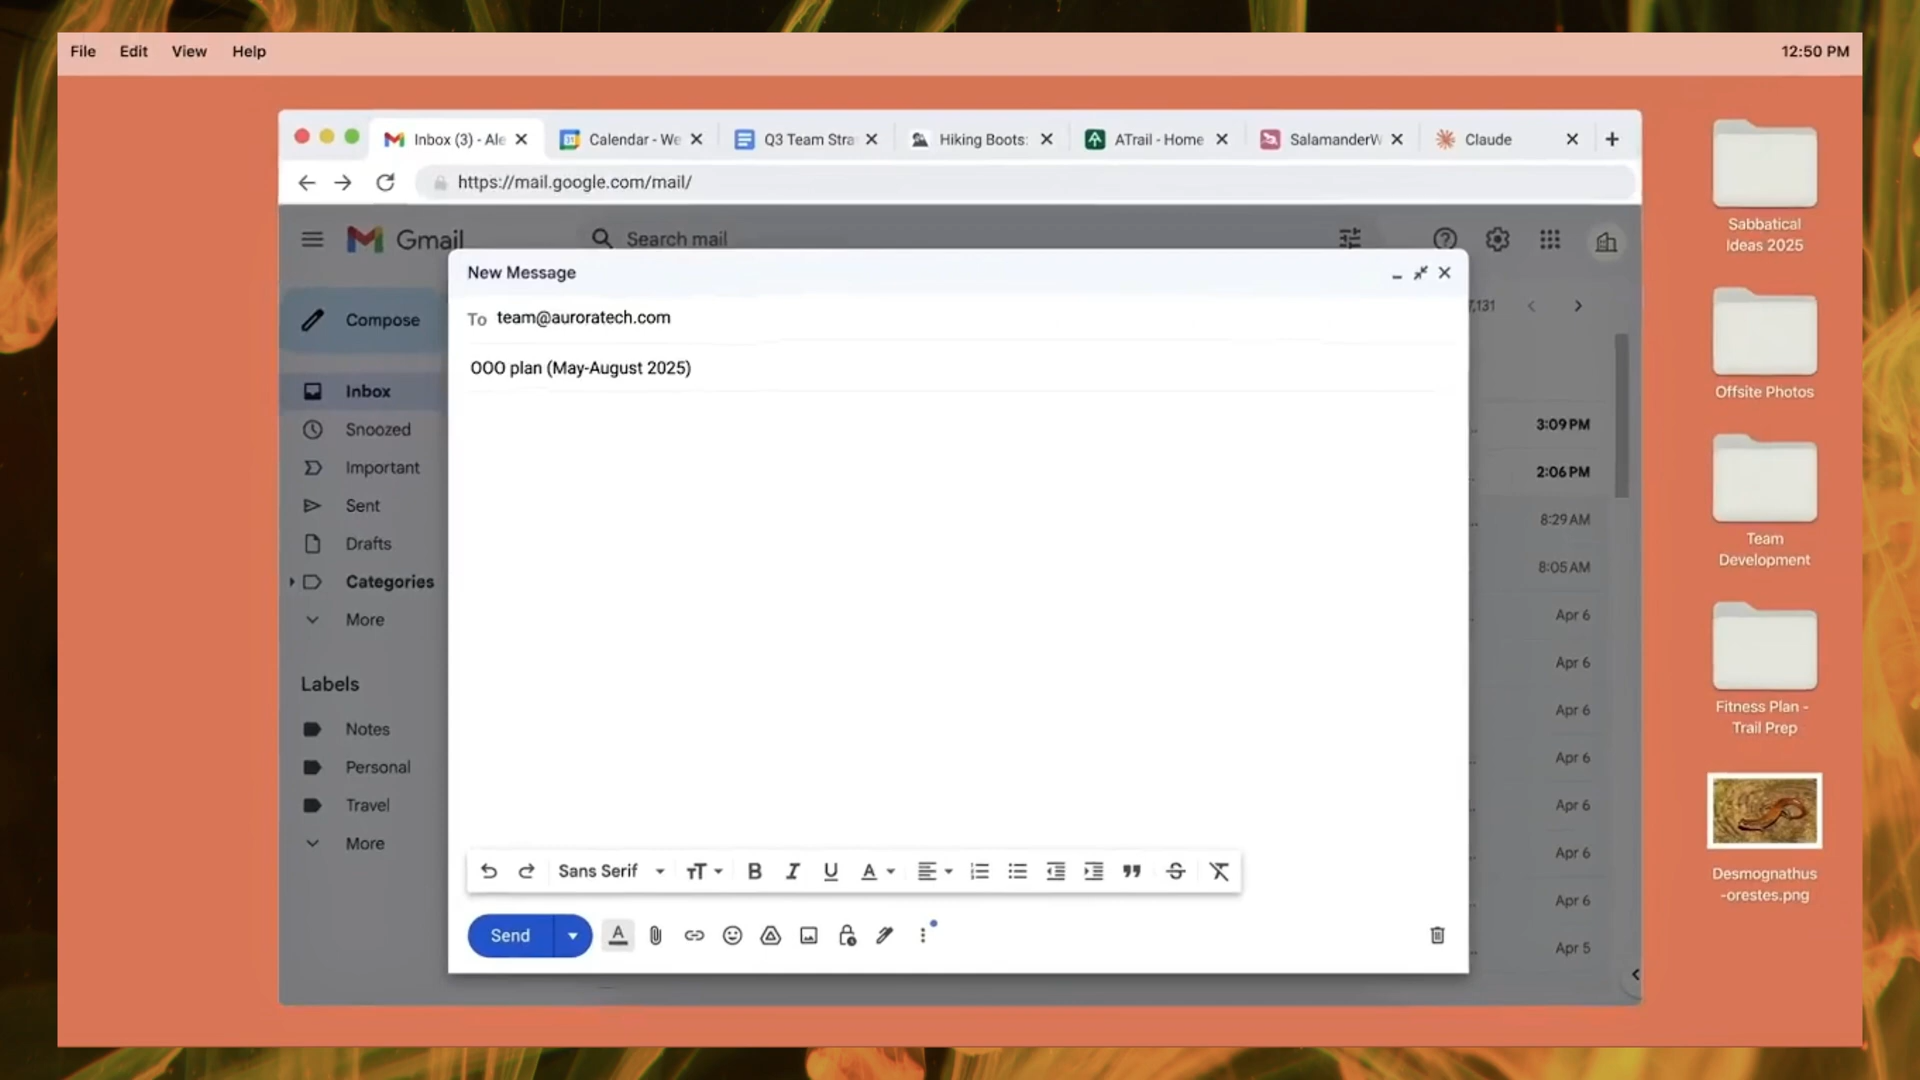 File Edit View Help 12:50 PM
Inbox (3) - Ale Calendar - We Q3 Team Stra Hiking Boots: ATrail - Home SalamanderW Claude
https://mail.google.com/mail/
Gmail Search mail
New Message
Compose
To team@auroratech.com
7,131
OOO plan (May-August 2025)
Inbox
Snoozed
Important
Sent
Drafts
Categories
More
Labels
Notes
Personal
Travel
More
3:09 PM
2:06 PM
8:29 AM
8:05 AM
Apr 6
Apr 6
Apr 6
Apr 6
Apr 6
Apr 6
Apr 6
Apr 5
Sans Serif
Send
Sabbatical
Ideas 2025
Offsite Photos
Team
Development
Fitness Plan -
Trail Prep
Desmognathus
-orestes.png